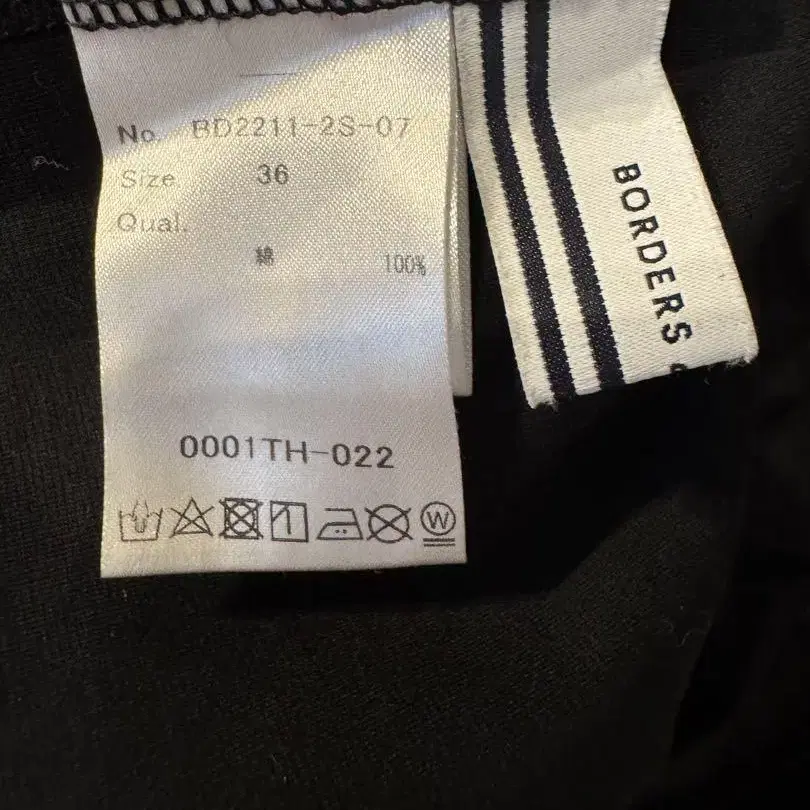 No. BD2211-2S-07
Size 36
Qual.
綿 100%
0001TH-022
W
BORDERS